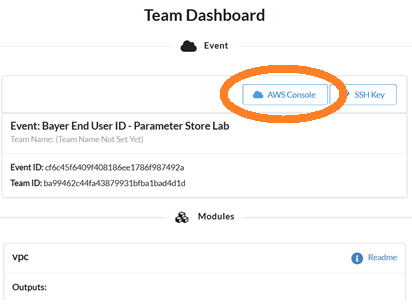 Team Dashboard
Event
AWS Console
SSH Key
Event: Bayer End User ID - Parameter Store Lab
Team Name: (Team Name Not Set Yet)
Event ID: cf6c45f6409f408186ee1786f987492a
Team ID: ba99462c44fa43879931bfba1bad4d1d
Modules
vpc
Readme
Outputs: